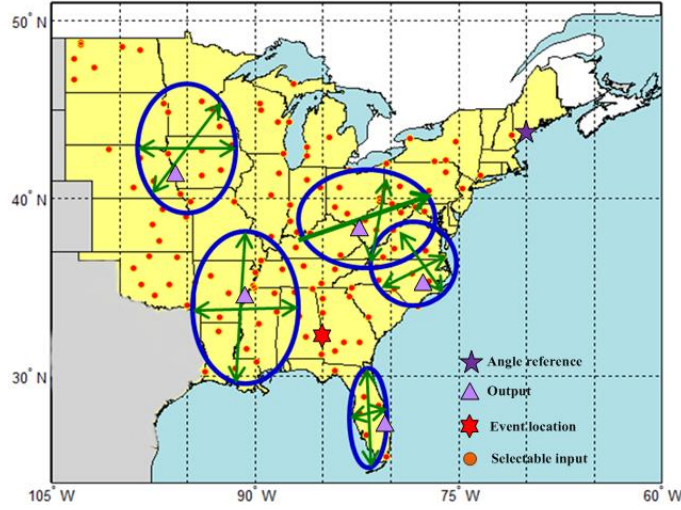 50° N
40° N
30° N
Angle reference
Output
Event location
Selectable input
105° W
90° W
75° W
60° W